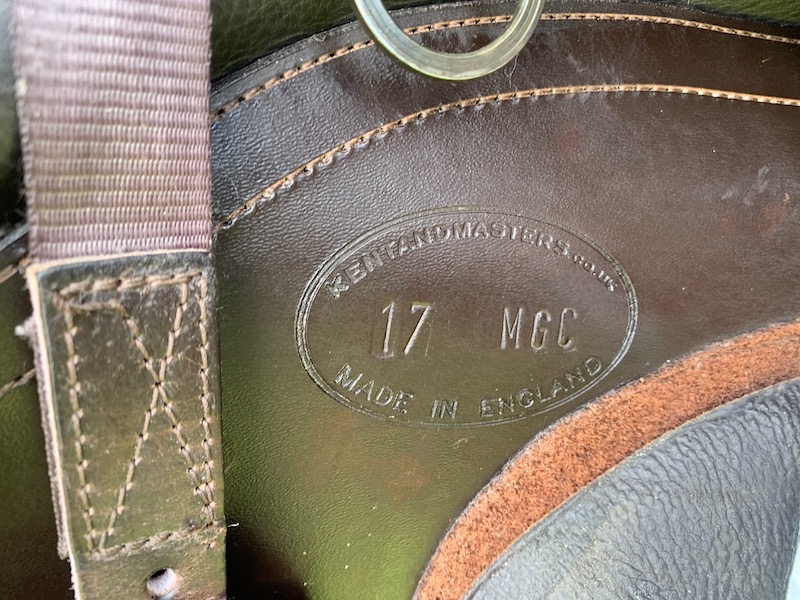 KENTANDMASTERS.co.uk
17 MGC
MADE IN ENGLAND